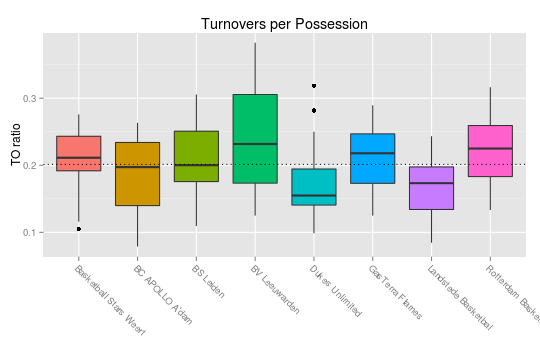 Turnovers per Possession
TO ratio
0.3
0.2
0.1
Basketball Stars Weert
BC APOLLO A'dam
BS Leiden
BV Leeuwarden
Dukes Unlimited
GasTerra Flames
Landstede Basketbal
Rotterdam Basket